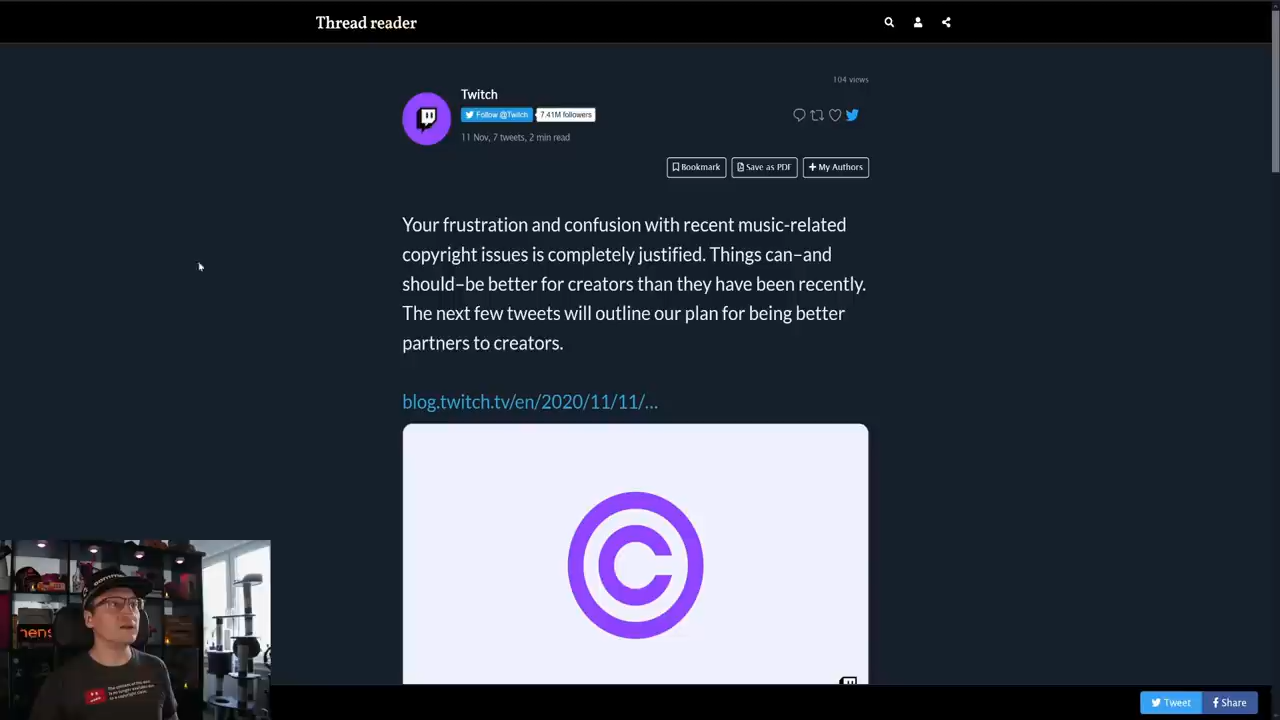 Thread reader
104 views
Twitch
Follow @Twitch
7.41M followers
11 Nov, 7 tweets, 2 min read
Bookmark
Save as PDF
My Authors
Your frustration and confusion with recent music-related
copyright issues is completely justified. Things can–and
should–be better for creators than they have been recently.
The next few tweets will outline our plan for being better
partners to creators.
blog.twitch.tv/en/2020/11/11/...
Tweet
Share